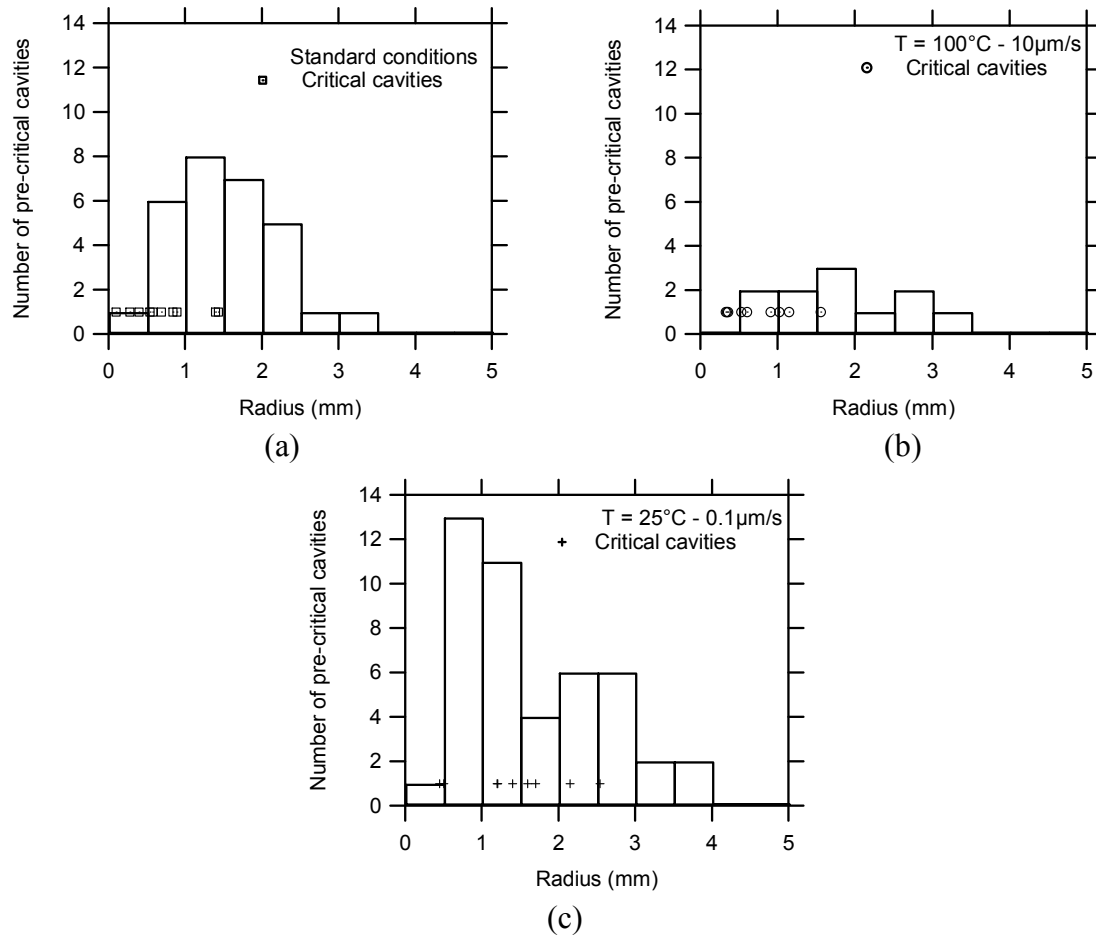 14
12
10
8
6
4
2
0
Number of pre-critical cavities
Standard conditions
Critical cavities
0 1 2 3 4 5
Radius (mm)
(a)
14
12
10
8
6
4
2
0
Number of pre-critical cavities
T = 100°C - 10µm/s
Critical cavities
0 1 2 3 4 5
Radius (mm)
(b)
14
12
10
8
6
4
2
0
Number of pre-critical cavities
T = 25°C - 0.1µm/s
Critical cavities
0 1 2 3 4 5
Radius (mm)
(c)